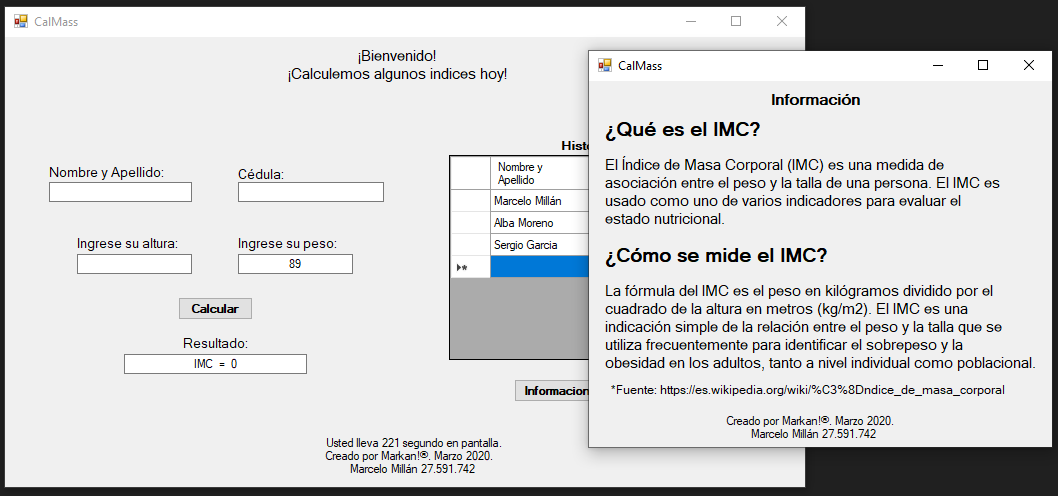 CalMass
¡Bienvenido!
¡Calculemos algunos indices hoy!
Nombre y Apellido:
Cédula:
Ingrese su altura:
Ingrese su peso:
89
Calcular
Resultado:
IMC = 0
Nombre y
Apellido
Marcelo Millán
Alba Moreno
Sergio Garcia
Informacion
Usted lleva 221 segundo en pantalla.
Creado por Markan!®. Marzo 2020.
Marcelo Millán 27.591.742
CalMass
Información
¿Qué es el IMC?
El Índice de Masa Corporal (IMC) es una medida de
asociación entre el peso y la talla de una persona. El IMC es
usado como uno de varios indicadores para evaluar el
estado nutricional.
¿Cómo se mide el IMC?
La fórmula del IMC es el peso en kilógramos dividido por el
cuadrado de la altura en metros (kg/m2). El IMC es una
indicación simple de la relación entre el peso y la talla que se
utiliza frecuentemente para identificar el sobrepeso y la
obesidad en los adultos, tanto a nivel individual como poblacional.
*Fuente: https://es.wikipedia.org/wiki/%C3%8Dndice_de_masa_corporal
Creado por Markan!®. Marzo 2020.
Marcelo Millán 27.591.742